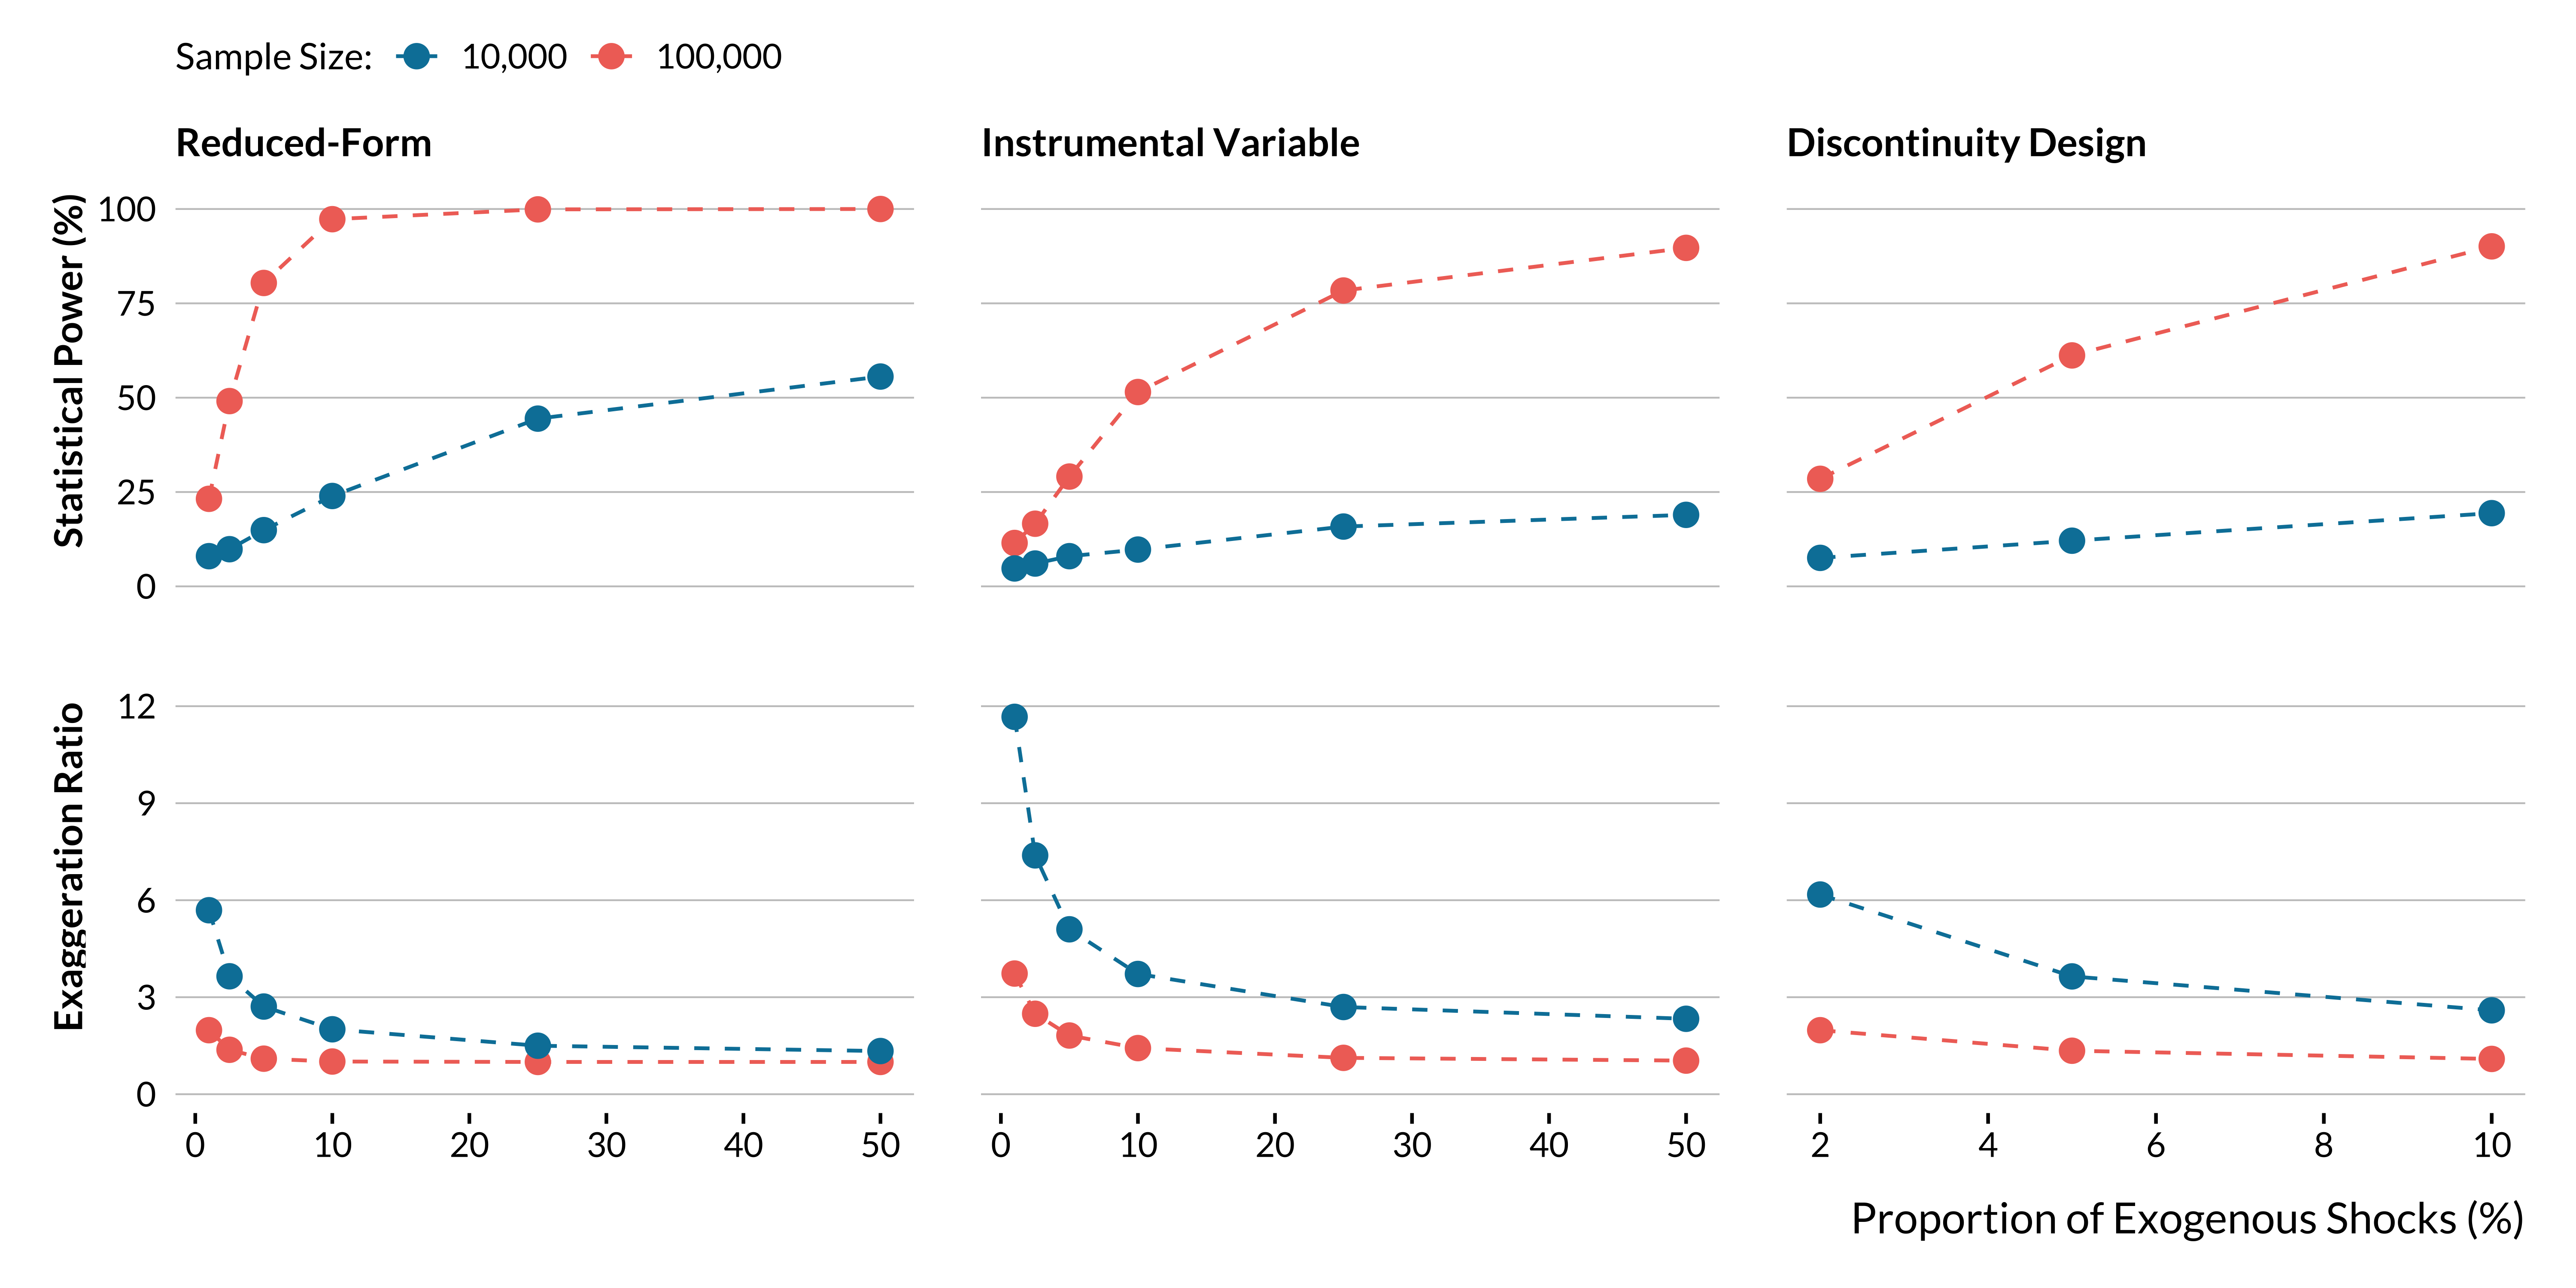 Sample Size: 10,000 100,000
Reduced-Form Instrumental Variable Discontinuity Design
Statistical Power (%)
100
75
50
25
0
Exaggeration Ratio
12
9
6
3
0
0 10 20 30 40 50 0 10 20 30 40 50 2 4 6 8 10
Proportion of Exogenous Shocks (%)